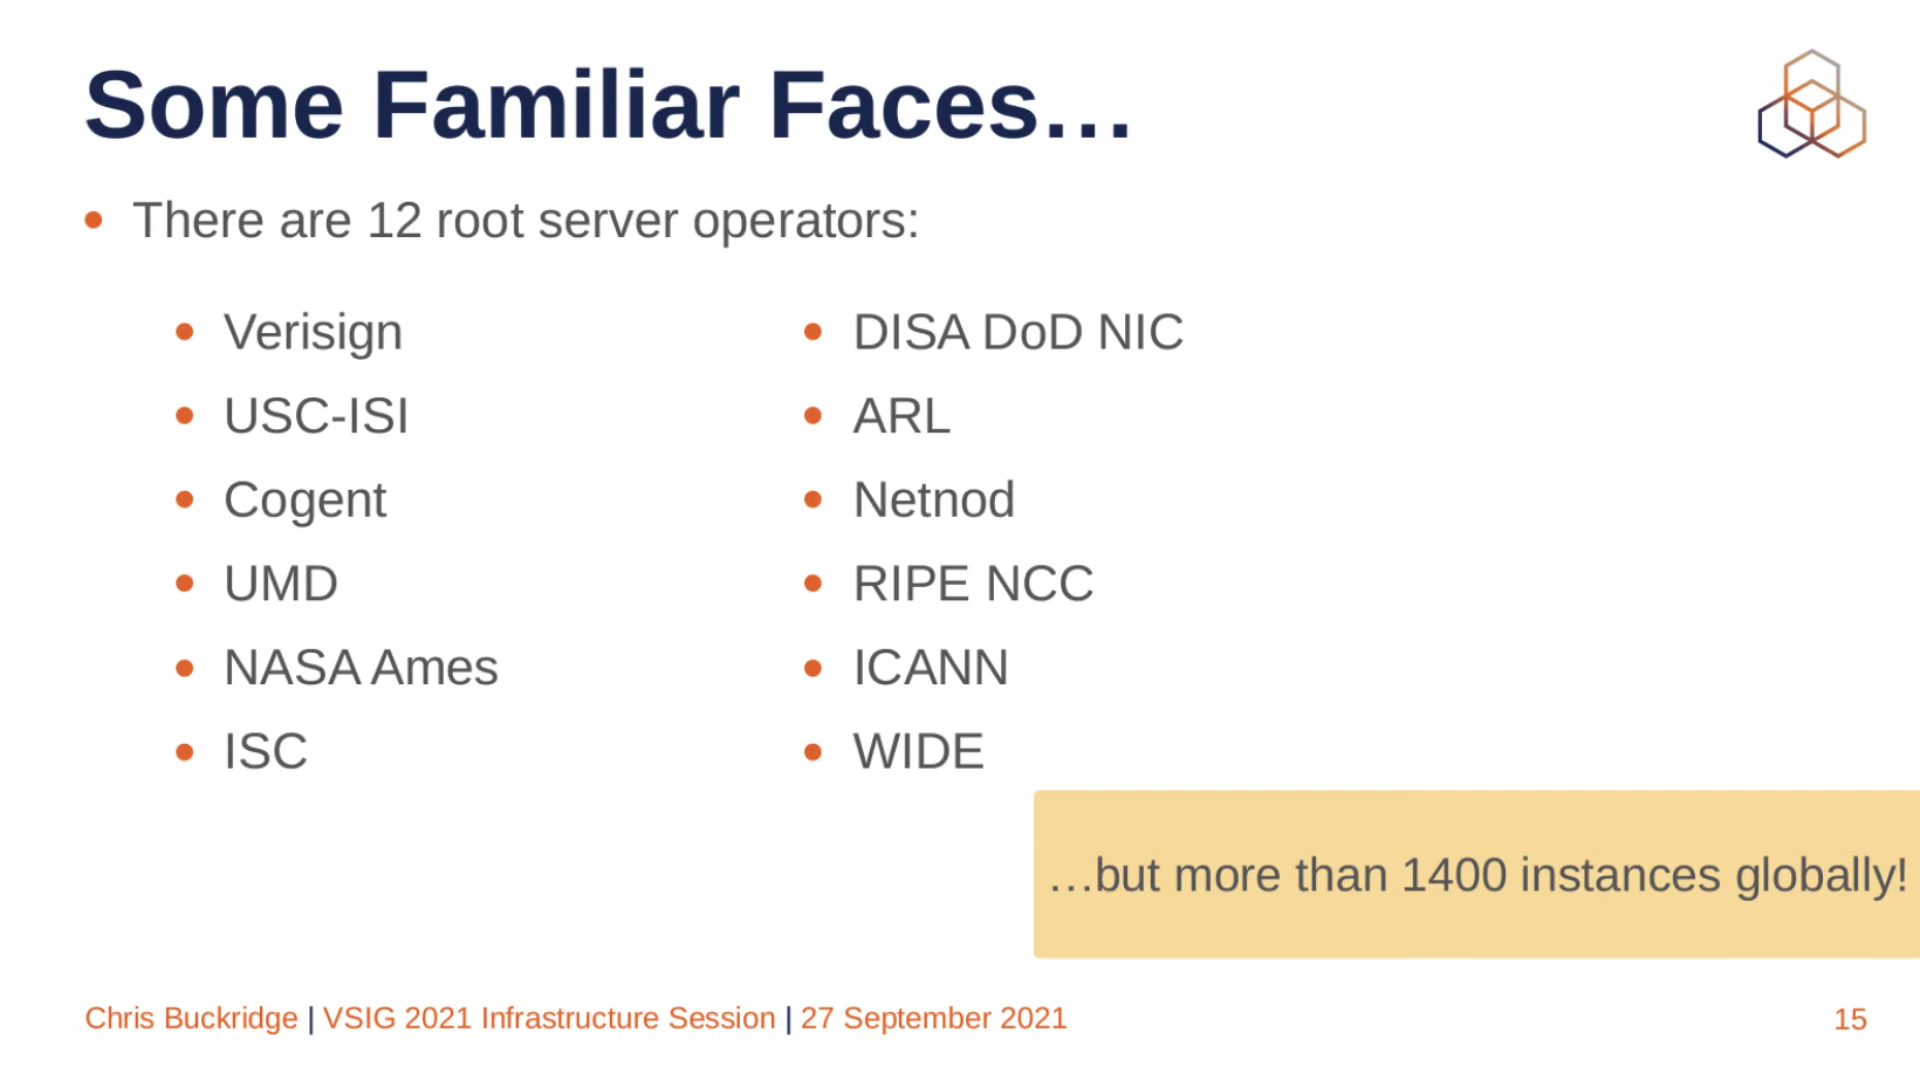 Some Familiar Faces…
• There are 12 root server operators:
• Verisign
• USC-ISI
• Cogent
• UMD
• NASA Ames
• ISC
• DISA DoD NIC
• ARL
• Netnod
• RIPE NCC
• ICANN
• WIDE
…but more than 1400 instances globally!
Chris Buckridge | VSIG 2021 Infrastructure Session | 27 September 2021
15